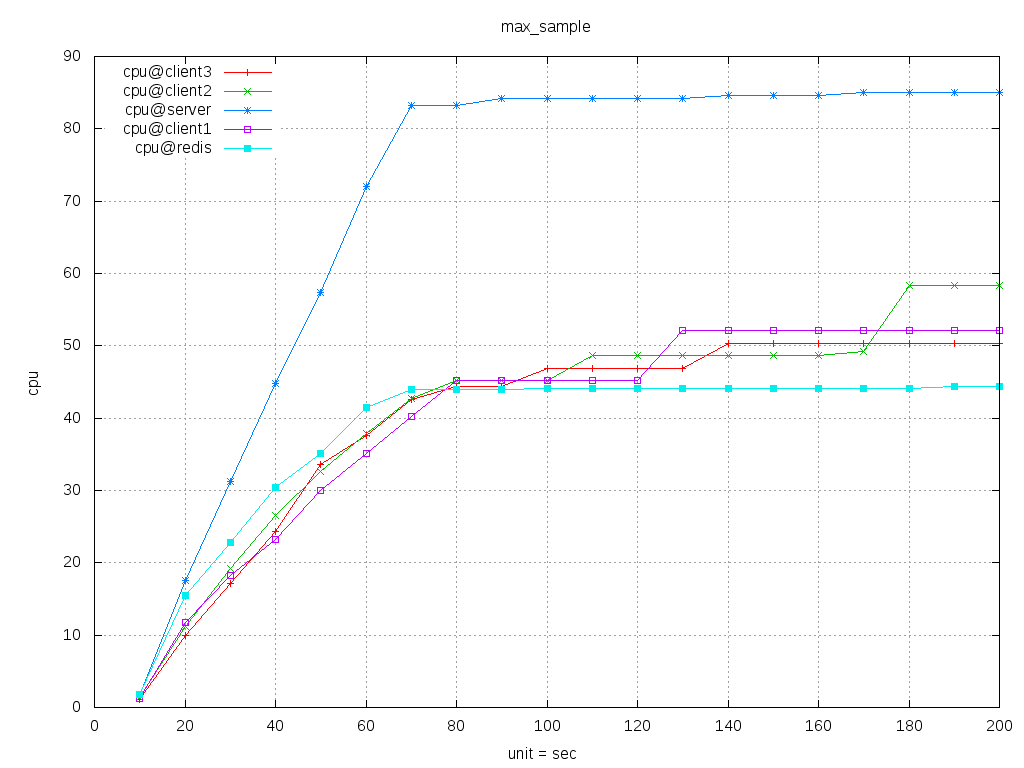 max_sample
90
80
70
60
50
40
30
20
10
0
cpu
cpu@client3
cpu@client2
cpu@server
cpu@client1
cpu@redis
0 20 40 60 80 100 120 140 160 180 200
unit = sec